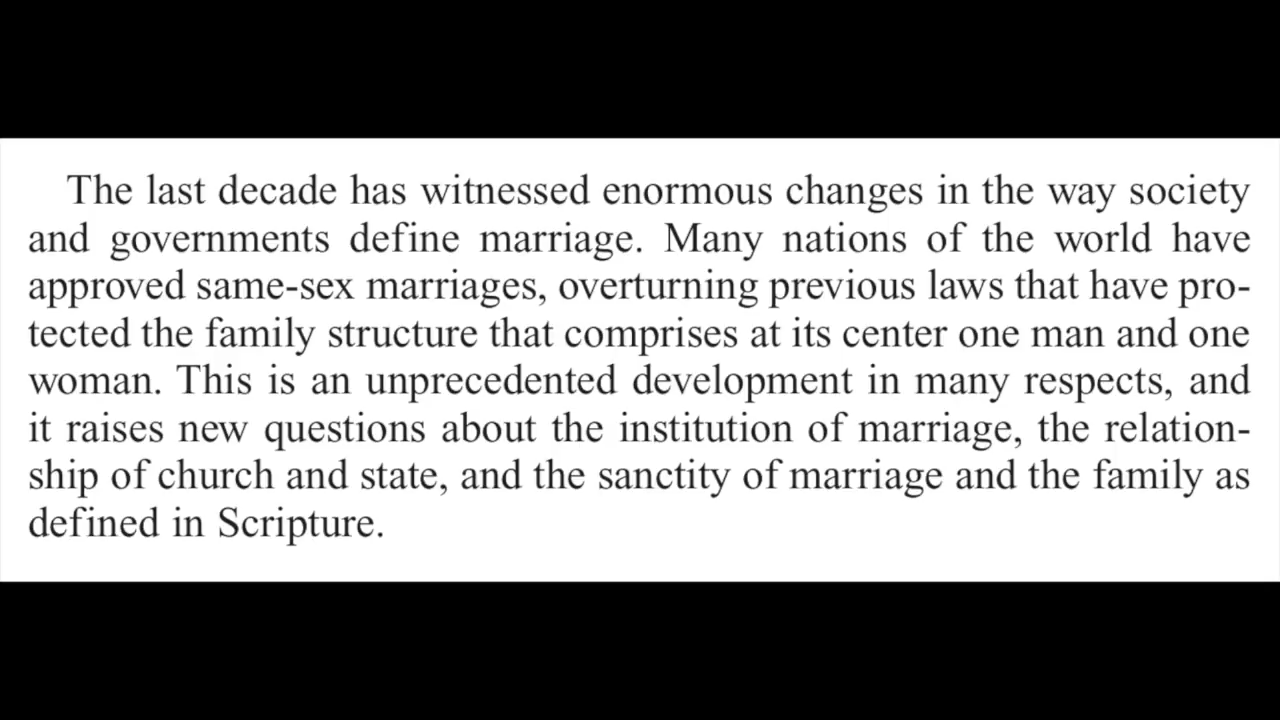 The last decade has witnessed enormous changes in the way society
and governments define marriage. Many nations of the world have
approved same-sex marriages, overturning previous laws that have pro-
tected the family structure that comprises at its center one man and one
woman. This is an unprecedented development in many respects, and
it raises new questions about the institution of marriage, the relation-
ship of church and state, and the sanctity of marriage and the family as
defined in Scripture.